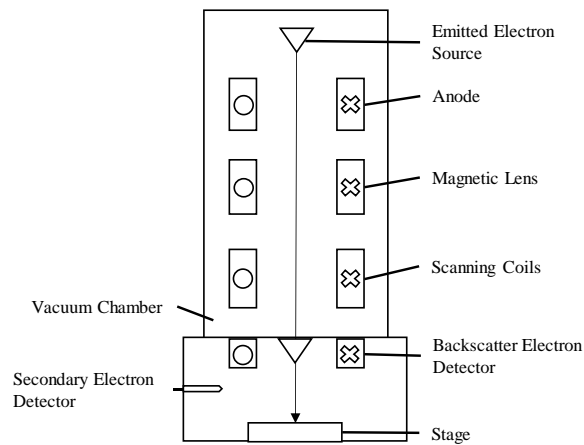 Emitted Electron
Source
Anode
Magnetic Lens
Scanning Coils
Vacuum Chamber
Backscatter Electron
Detector
Secondary Electron
Detector
Stage